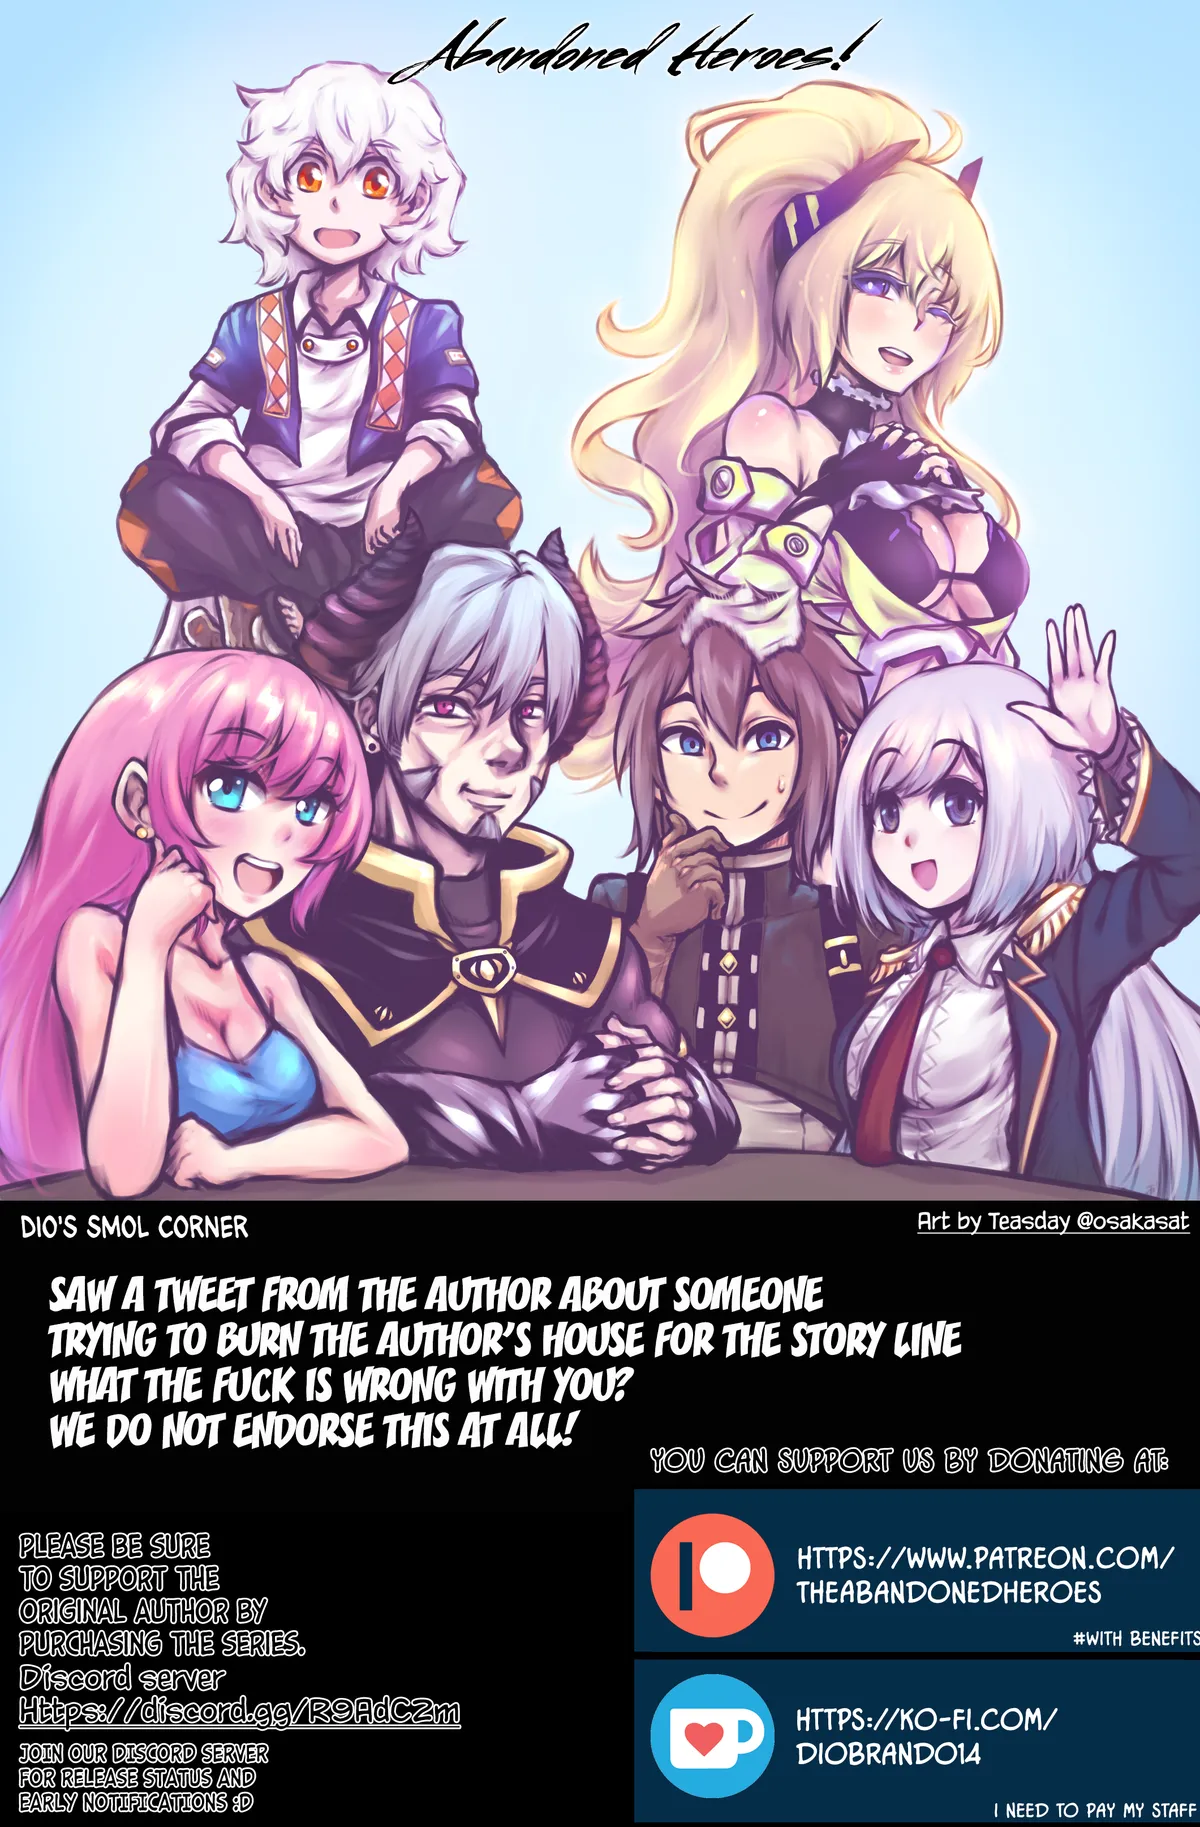 Abandoned Heroes!
DIO'S SMOL CORNER
Art by Teasday @osakasat
SAW A TWEET FROM THE AUTHOR ABOUT SOMEONE
TRYING TO BURN THE AUTHOR'S HOUSE FOR THE STORY LINE
WHAT THE FUCK IS WRONG WITH YOU?
WE DO NOT ENDORSE THIS AT ALL!
YOU CAN SUPPORT US BY DONATING AT:
HTTPS://WWW.PATREON.COM/
THEABANDONEDHEROES
#WITH BENEFITS
HTTPS://KO-FI.COM/
DIOBRANDO14
I NEED TO PAY MY STAFF
PLEASE BE SURE
TO SUPPORT THE
ORIGINAL AUTHOR BY
PURCHASING THE SERIES.
Discord server
Https://discord.gg/R9AdC2m
JOIN OUR DISCORD SERVER
FOR RELEASE STATUS AND
EARLY NOTIFICATIONS :D